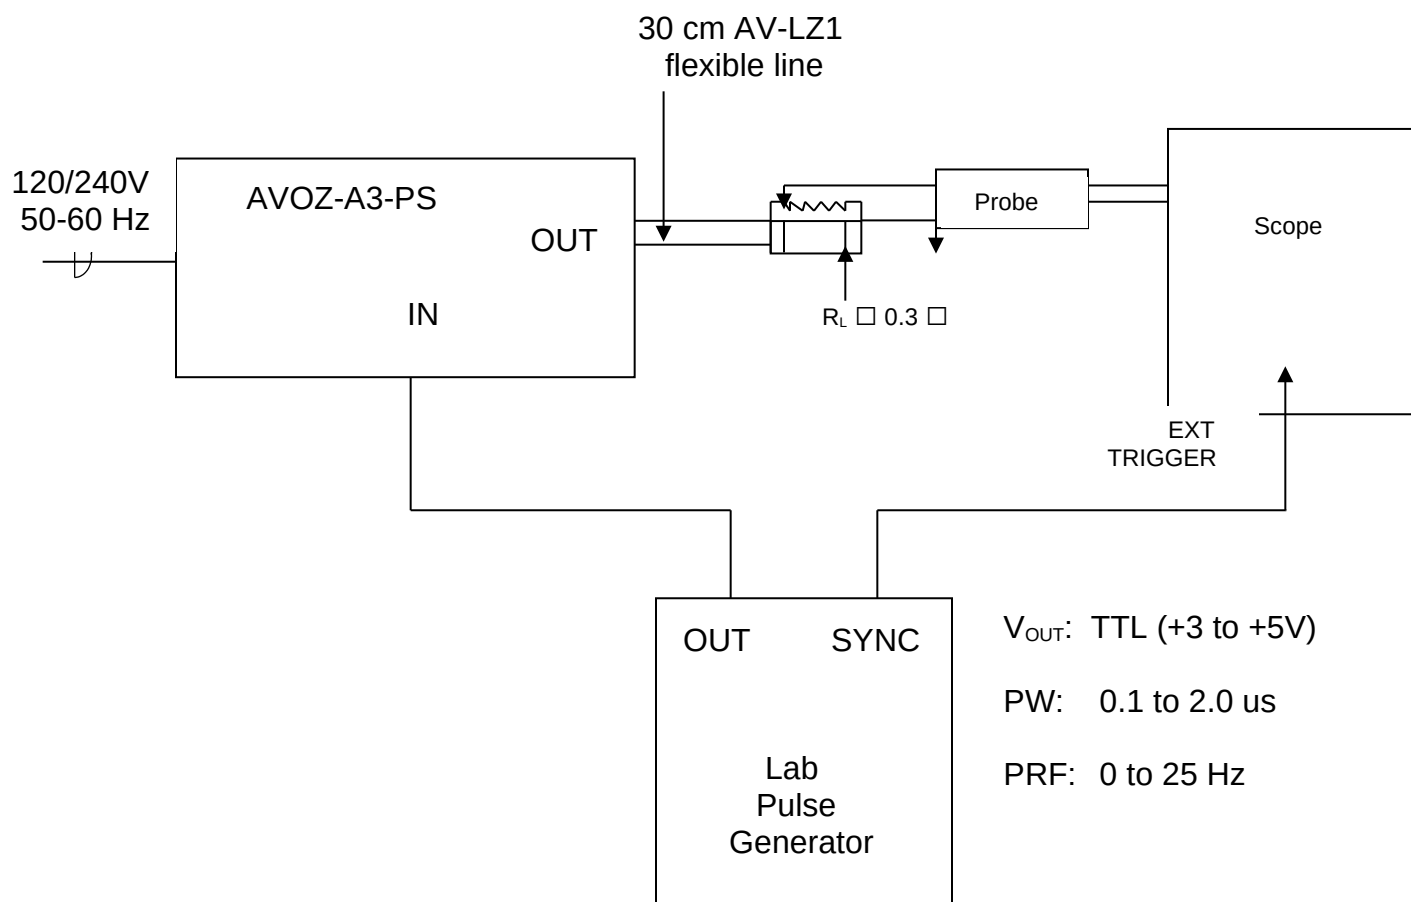 30 cm AV-LZ1
flexible line
120/240V
50-60 Hz
AVOZ-A3-PS
OUT
IN
Probe
Scope
RL □ 0.3 □
EXT
TRIGGER
OUT SYNC
Lab
Pulse
Generator
VOUT: TTL (+3 to +5V)
PW: 0.1 to 2.0 us
PRF: 0 to 25 Hz